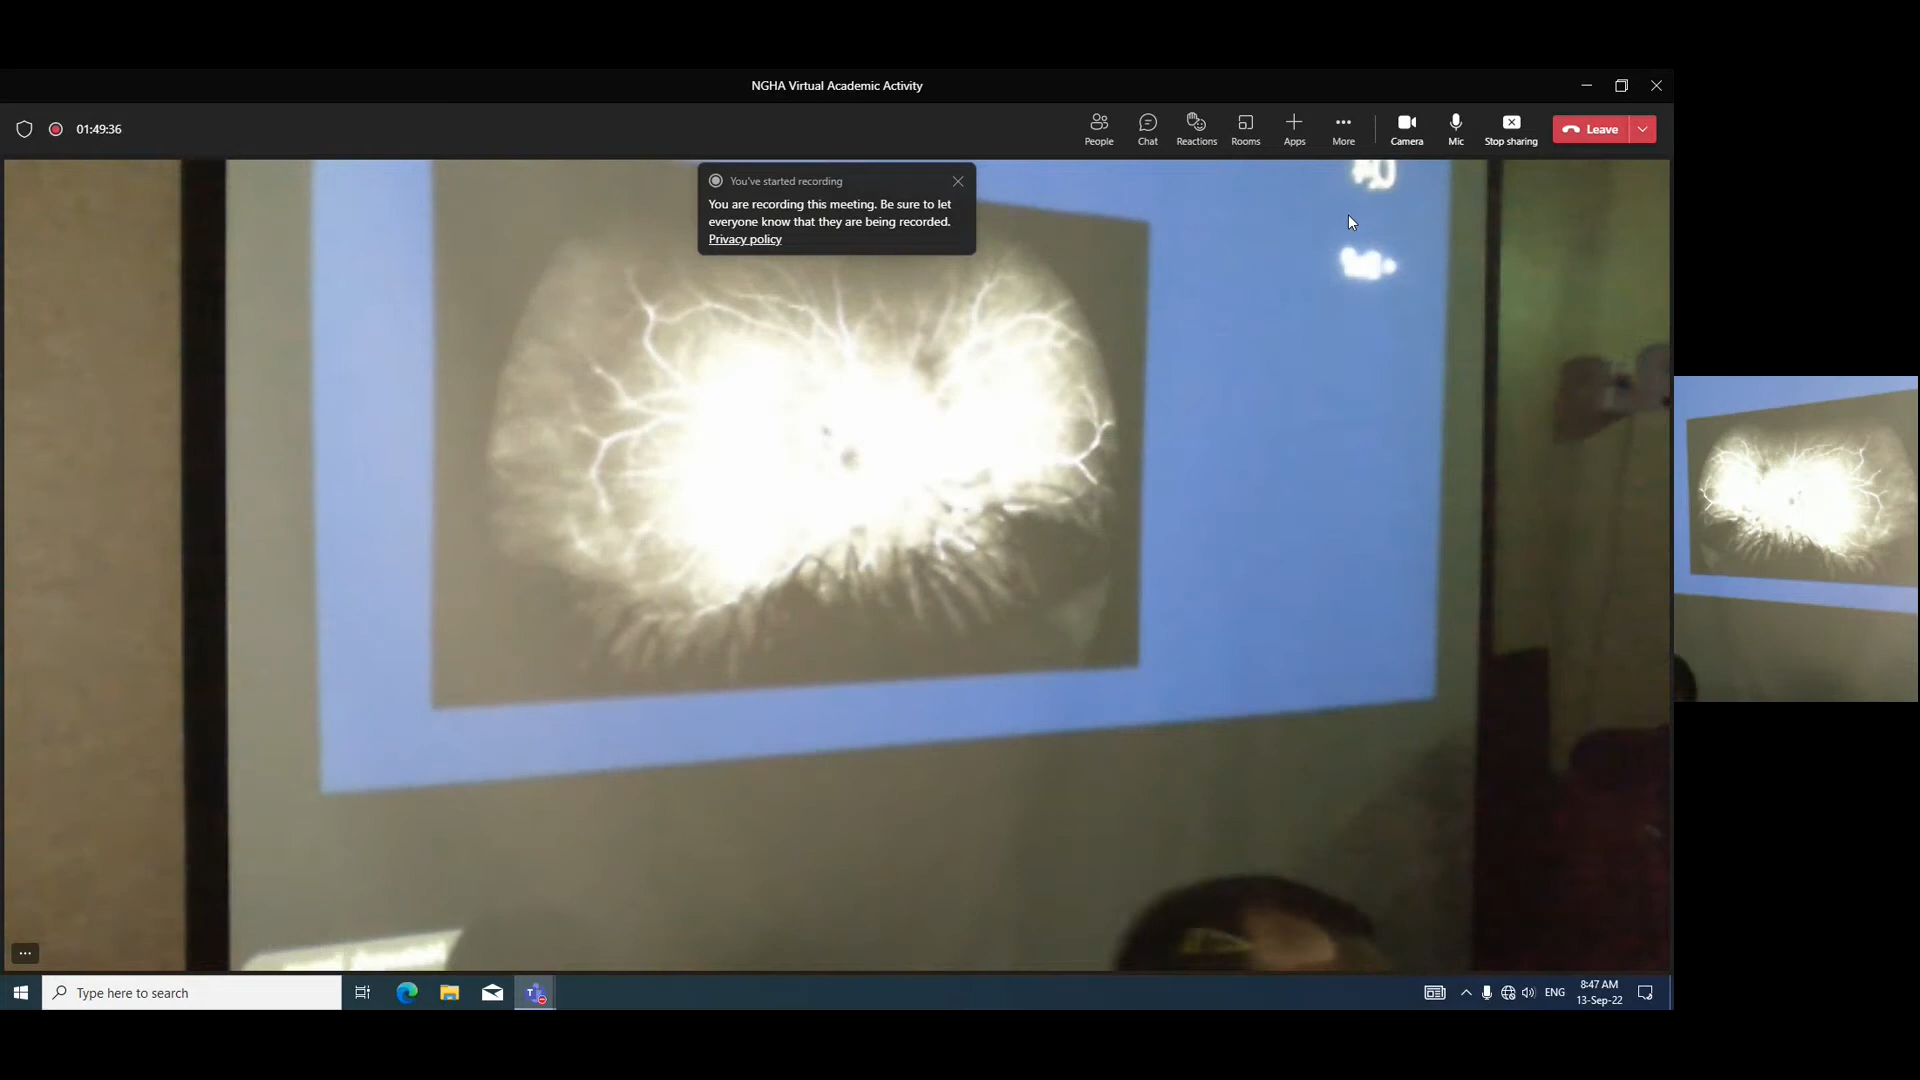 NGHA Virtual Academic Activity
01:49:36
People
Chat
Reactions
Rooms
Apps
More
Camera
Mic
Stop sharing
Leave
You've started recording
You are recording this meeting. Be sure to let
everyone know that they are being recorded.
Privacy policy
Type here to search
ENG
8:47 AM
13-Sep-22